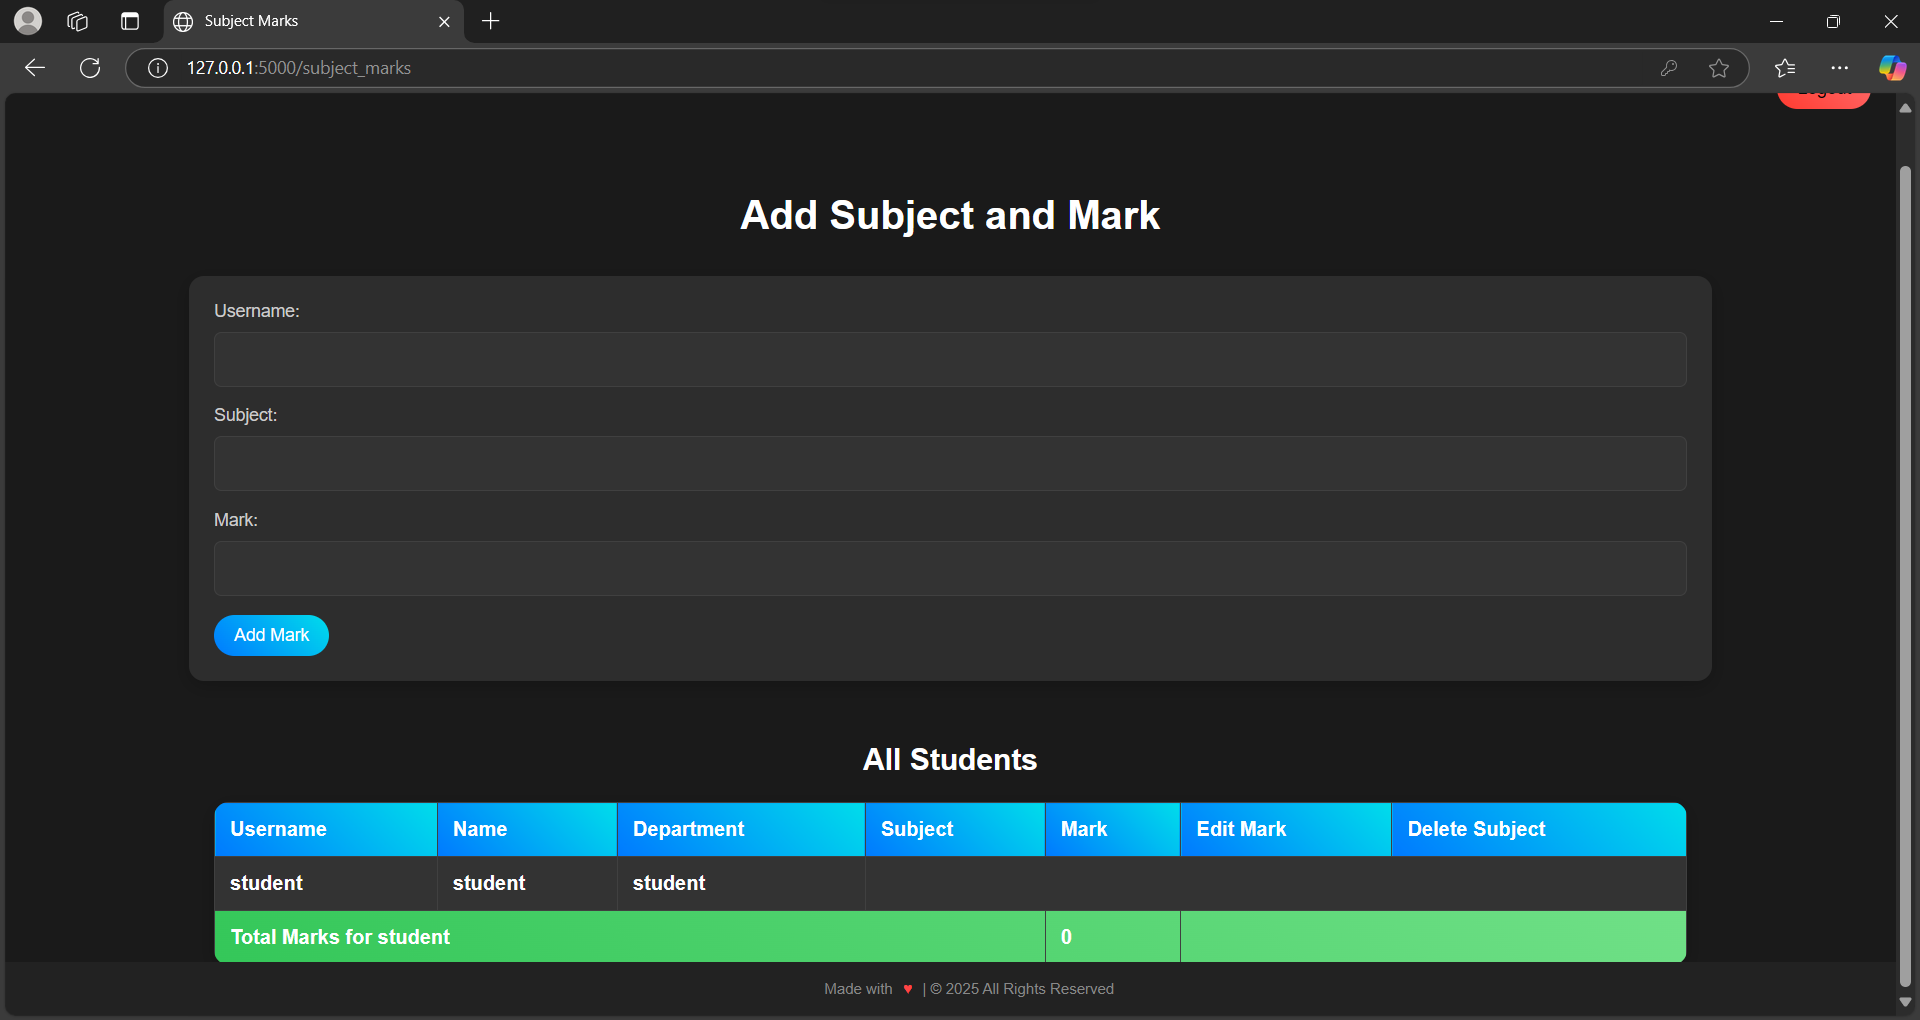 Subject Marks
127.0.0.1:5000/subject_marks
Add Subject and Mark
Username:
Subject:
Mark:
Add Mark
All Students
Username Name Department Subject Mark Edit Mark Delete Subject
student student student
Total Marks for student 0
Made with ♥ | © 2025 All Rights Reserved